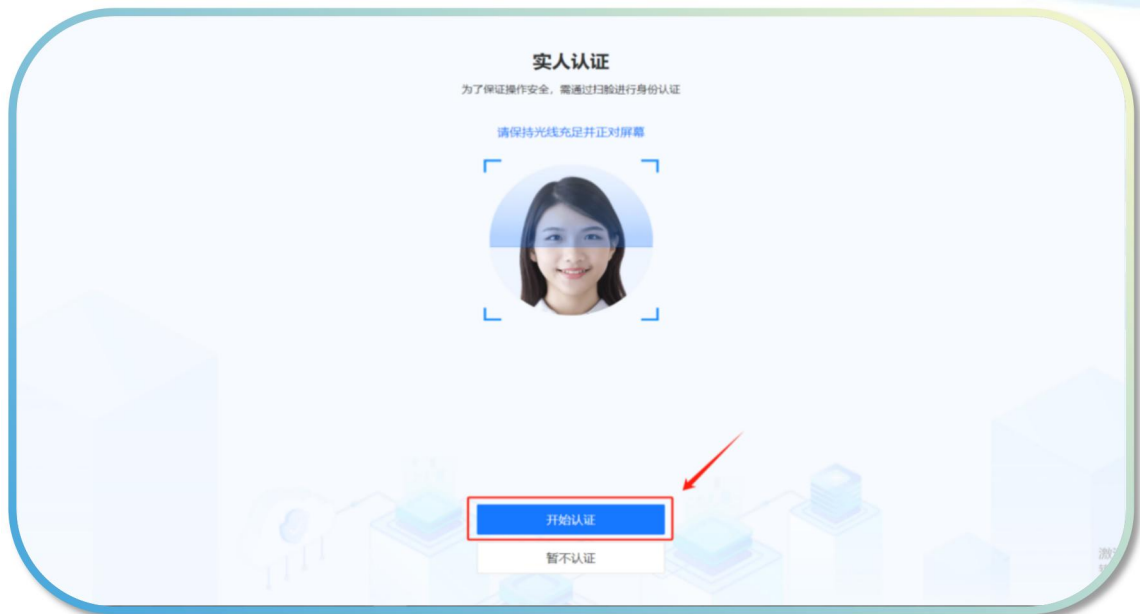 实人认证
为了保证操作安全，需通过扫脸进行身份认证
请保持光线充足并正对屏幕
开始认证
暂不认证
激